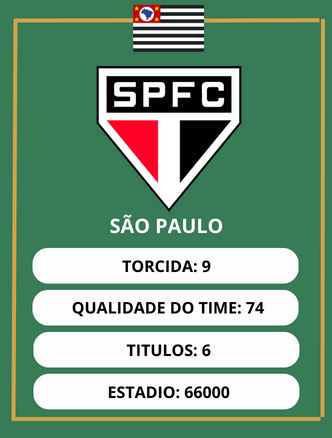 SPFC
SÃO PAULO
TORCIDA: 9
QUALIDADE DO TIME: 74
TITULOS: 6
ESTADIO: 66000